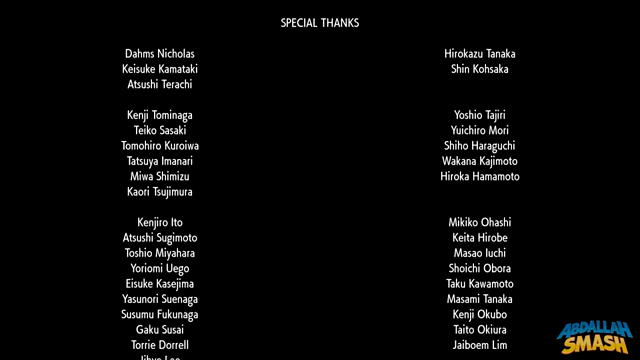 SPECIAL THANKS
Dahms Nicholas
Hirokazu Tanaka
Keisuke Kamataki
Shin Kohsaka
Atsushi Terachi
Kenji Tominaga
Yoshio Tajiri
Teiko Sasaki
Yuichiro Mori
Tomohiro Kuroiwa
Shiho Haraguchi
Tatsuya Imanari
Wakana Kajimoto
Miwa Shimizu
Hiroka Hamamoto
Kaori Tsujimura
Kenjiro Ito
Mikiko Ohashi
Atsushi Sugimoto
Keita Hirobe
Toshio Miyahara
Masao Iuchi
Yoriomi Uego
Shoichi Obora
Eisuke Kasejima
Taku Kawamoto
Yasunori Suenaga
Masami Tanaka
Susumu Fukunaga
Kenji Okubo
Gaku Susai
Taito Okiura
Torrie Dorrell
Jaiboem Lim
ABDALLAH
SMASH